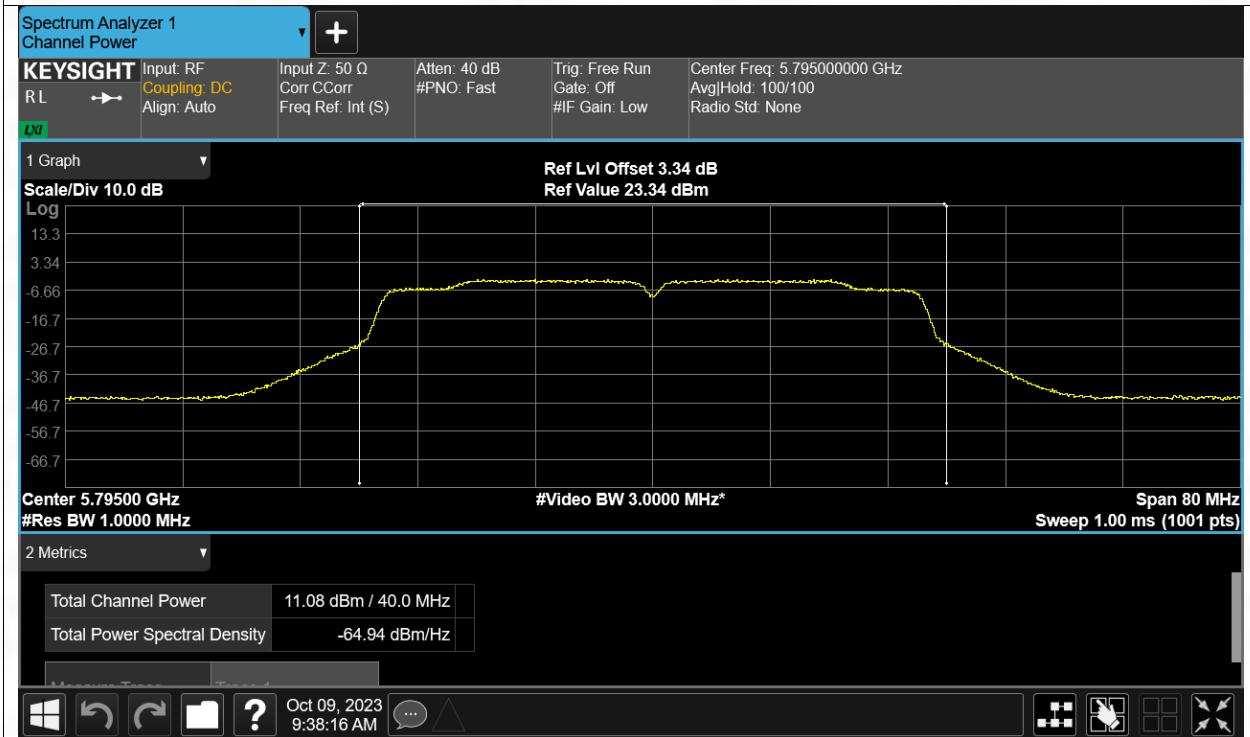 Spectrum Analyzer 1
Channel Power
KEYSIGHT
R L
LXI
Input: RF
Coupling: DC
Align: Auto
Input Z: 50 Ω
Corr CCorr
Freq Ref: Int (S)
Atten: 40 dB
#PNO: Fast
Trig: Free Run
Gate: Off
#IF Gain: Low
Center Freq: 5.795000000 GHz
Avg|Hold: 100/100
Radio Std: None
1 Graph
Scale/Div 10.0 dB
Ref Lvl Offset 3.34 dB
Ref Value 23.34 dBm
Log
13.3
3.34
-6.66
-16.7
-26.7
-36.7
-46.7
-56.7
-66.7
Center 5.79500 GHz
#Video BW 3.0000 MHz*
Span 80 MHz
#Res BW 1.0000 MHz
Sweep 1.00 ms (1001 pts)
2 Metrics
Total Channel Power 11.08 dBm / 40.0 MHz
Total Power Spectral Density -64.94 dBm/Hz
Measure Trace Trace 1
Oct 09, 2023
9:38:16 AM